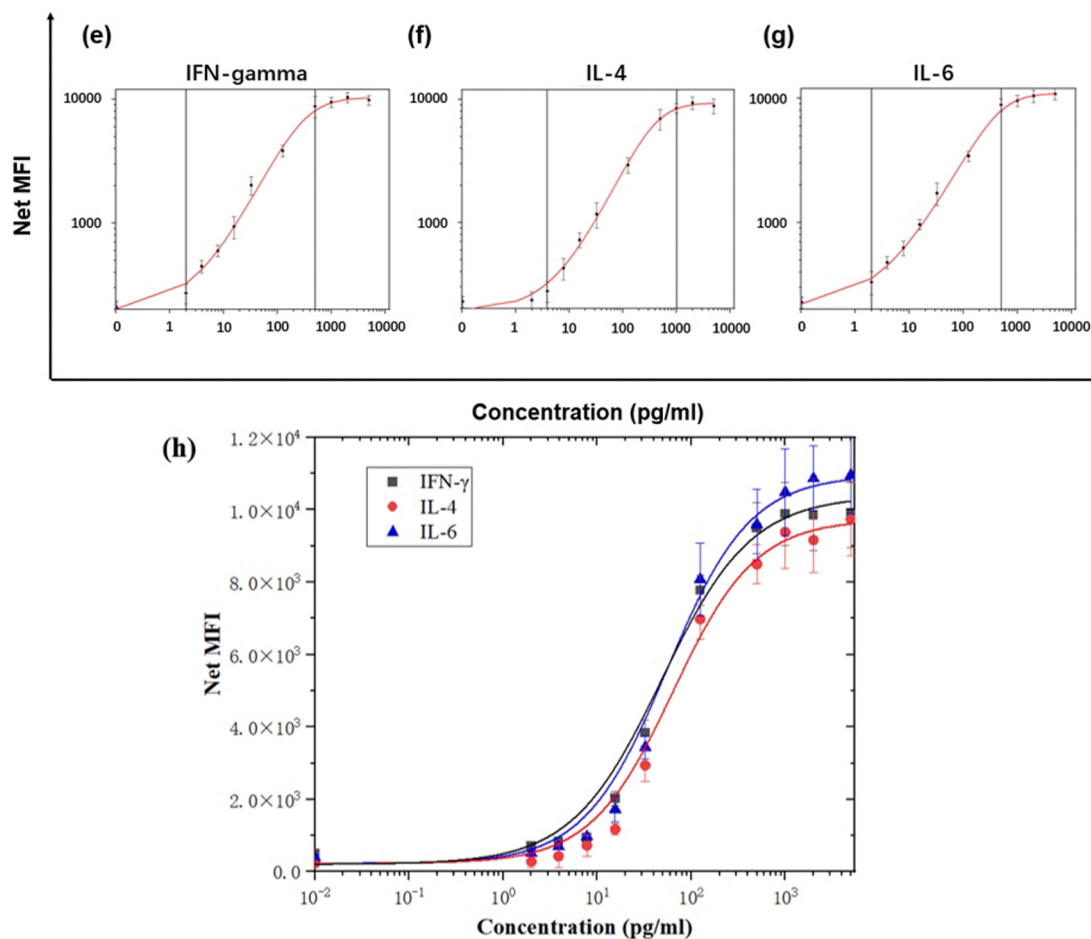 (e)
(f)
(g)
IFN-gamma
IL-4
IL-6
10000
1000
0 1 10 100 1000 10000
10000
1000
0 1 10 100 1000 10000
10000
1000
0 1 10 100 1000 10000
Net MFI
Concentration (pg/ml)
(h)
IFN-γ
IL-4
IL-6
1.2×10⁴
1.0×10⁴
8.0×10³
6.0×10³
4.0×10³
2.0×10³
0.0
10⁻² 10⁰ 10¹ 10² 10³
Net MFI
Concentration (pg/ml)